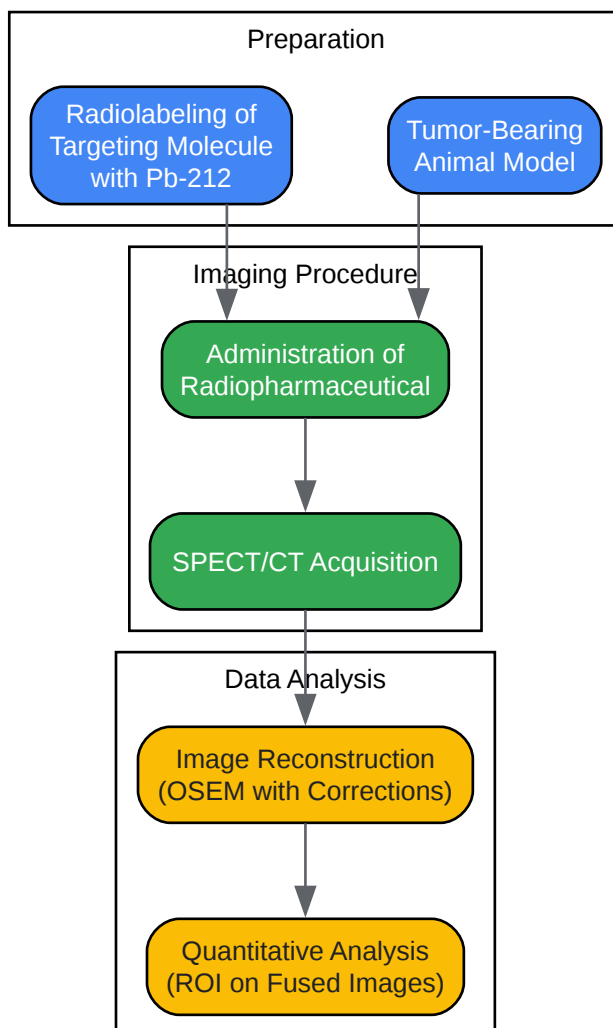 Preparation
Radiolabeling of
Targeting Molecule
with Pb-212
Tumor-Bearing
Animal Model
Imaging Procedure
Administration of
Radiopharmaceutical
SPECT/CT Acquisition
Data Analysis
Image Reconstruction
(OSEM with Corrections)
Quantitative Analysis
(ROI on Fused Images)